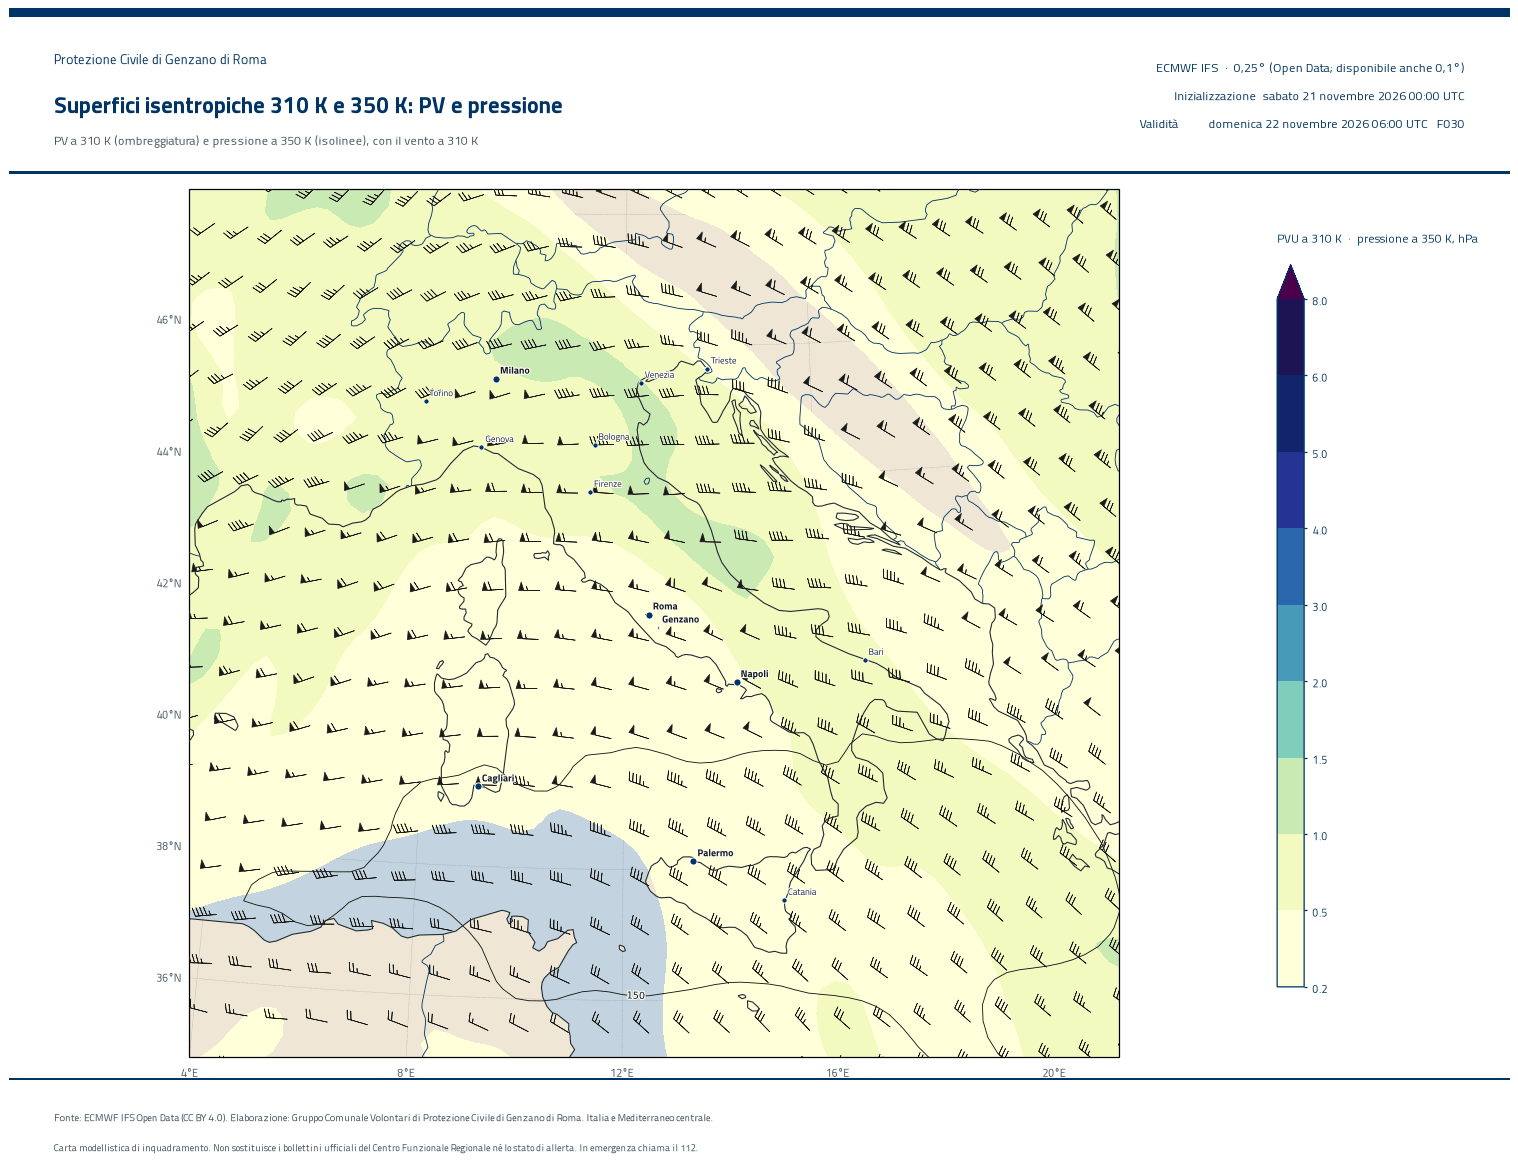 Protezione Civile di Genzano di Roma
Superfici isentropiche 310 K e 350 K: PV e pressione
PV a 310 K (ombreggiatura) e pressione a 350 K (isolinee), con il vento a 310 K
ECMWF IFS · 0,25° (Open Data; disponibile anche 0,1°)
Inizializzazione sabato 21 novembre 2026 00:00 UTC
Validità domenica 22 novembre 2026 06:00 UTC F030
PVU a 310 K · pressione a 350 K, hPa
8.0
6.0
5.0
4.0
3.0
2.0
1.5
1.0
0.5
0.2
46°N
44°N
42°N
40°N
38°N
36°N
4°E
8°E
12°E
16°E
20°E
Trieste
Venezia
Milano
Torino
Genova
Bologna
Firenze
Roma
Genzano
Bari
Napoli
Cagliari
Palermo
Catania
150
Fonte: ECMWF IFS Open Data (CC BY 4.0). Elaborazione: Gruppo Comunale Volontari di Protezione Civile di Genzano di Roma. Italia e Mediterraneo centrale.
Carta modellistica di inquadramento. Non sostituisce i bollettini ufficiali del Centro Funzionale Regionale né lo stato di allerta. In emergenza chiama il 112.